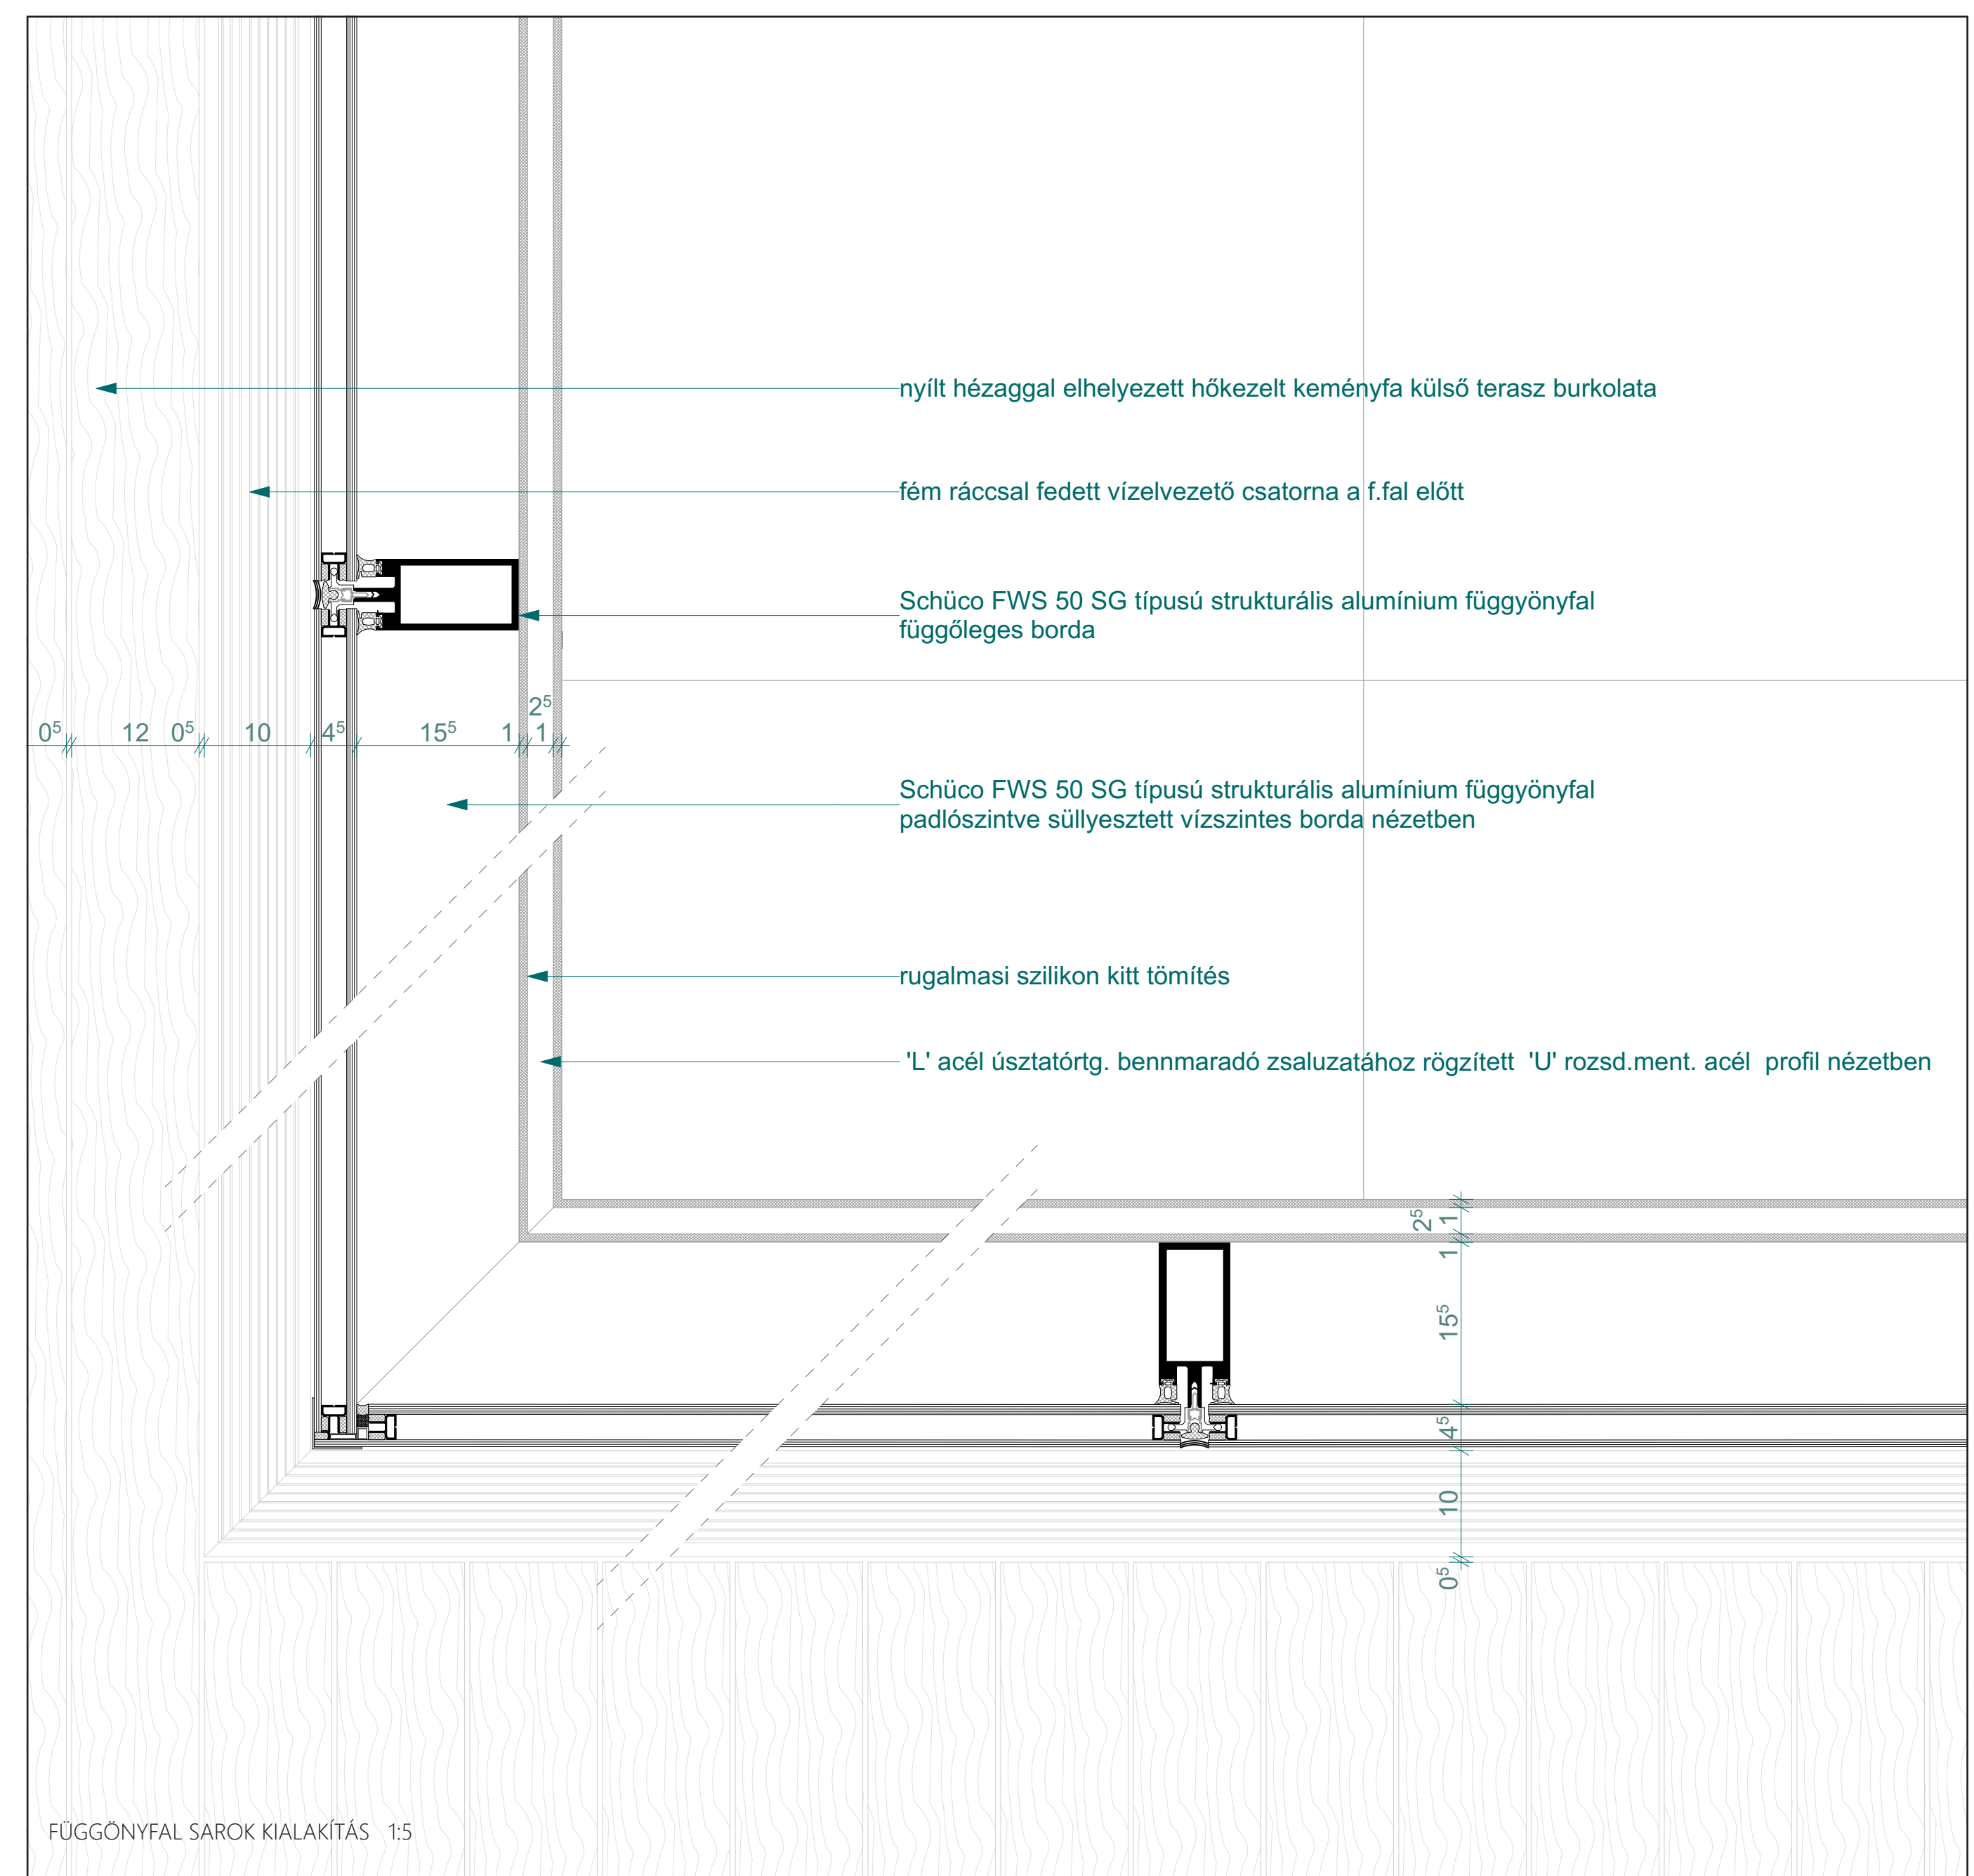 nyílt hézaggal elhelyezett hőkezelt keményfa külső terasz burkolata
fém ráccsal fedett vízelvezető csatorna a f.fal előtt
Schüco FWS 50 SG típusú strukturális alumínium függyönyfal
függőleges borda
2⁵
0⁵ 12 0⁵ 10 4⁵ 15⁵ 1 1
Schüco FWS 50 SG típusú strukturális alumínium függyönyfal
padlószintve süllyesztett vízszintes borda nézetben
rugalmasi szilikon kitt tömítés
'L' acél úsztatórtg. bennmaradó zsaluzatához rögzített 'U' rozsd.ment. acél profil nézetben
2⁵
0⁵ 10 4⁵ 15⁵ 1 1
FÜGGÖNYFAL SAROK KIALAKÍTÁS 1:5